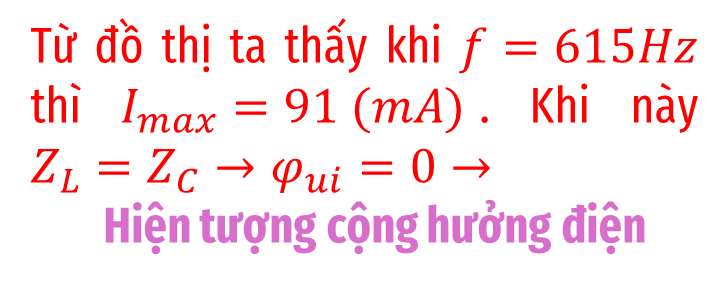 Từ đồ thị ta thấy khi f = 615Hz
thì I_max = 91 (mA) . Khi này
Z_L = Z_C → φ_ui = 0 →
Hiện tượng cộng hưởng điện